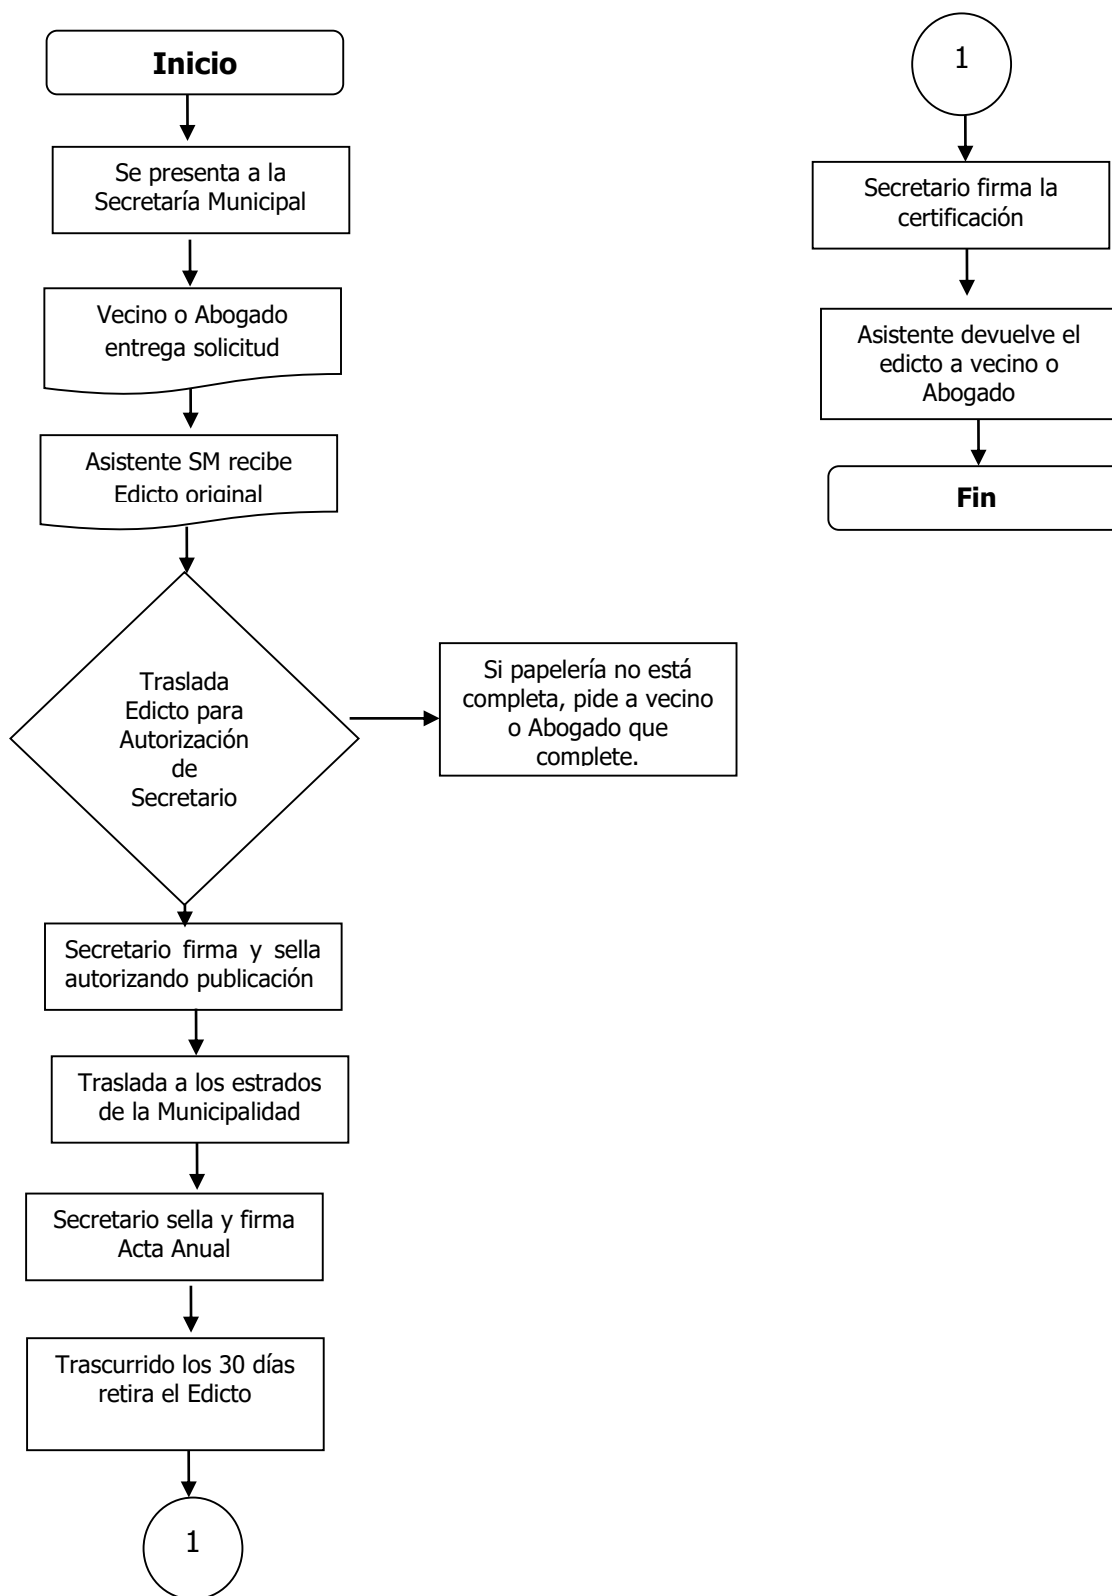 Inicio
Se presenta a la
Secretaría Municipal
Vecino o Abogado
entrega solicitud
Asistente SM recibe
Edicto original
Traslada
Edicto para
Autorización
de
Secretario
Si papelería no está
completa, pide a vecino
o Abogado que
complete.
Secretario firma y sella
autorizando publicación
Traslada a los estrados
de la Municipalidad
Secretario sella y firma
Acta Anual
Trascurrido los 30 días
retira el Edicto
1
1
Secretario firma la
certificación
Asistente devuelve el
edicto a vecino o
Abogado
Fin